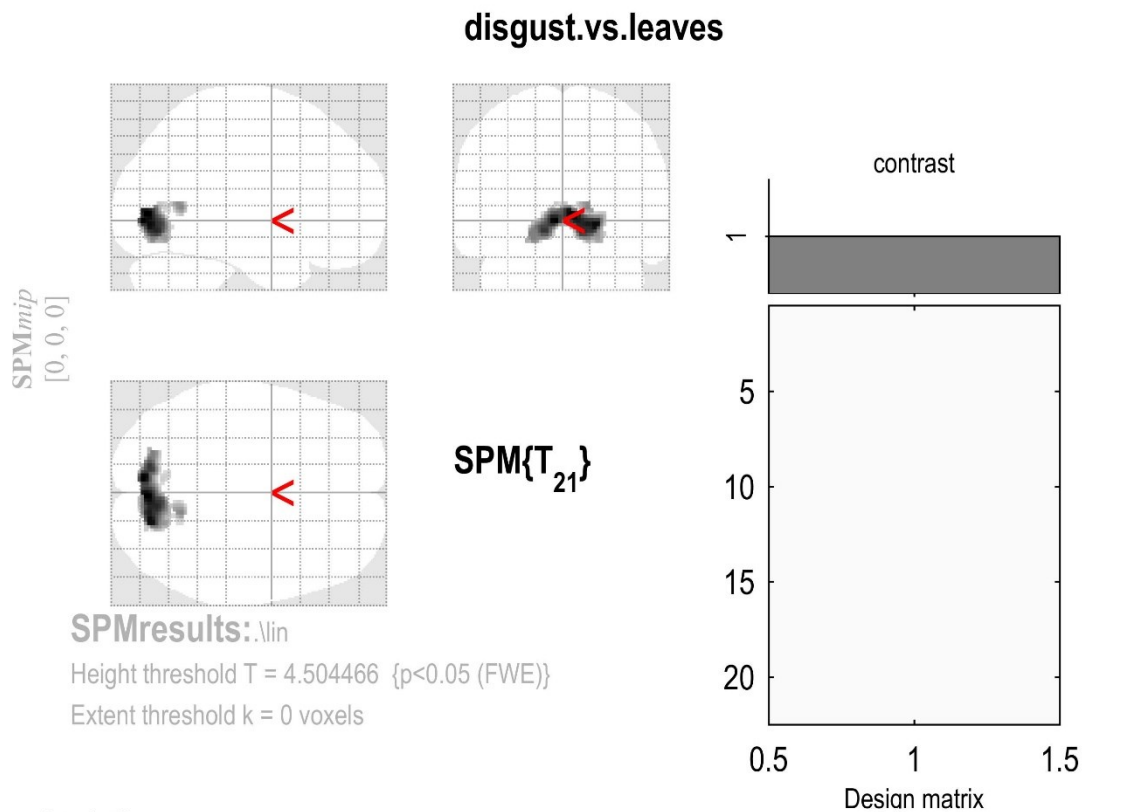 disgust.vs.leaves
SPMmip
[0, 0, 0]
<
<
<
SPM{T21}
SPMresults: .\lin
Height threshold T = 4.504466 {p<0.05 (FWE)}
Extent threshold k = 0 voxels
contrast
1
5
10
15
20
0.5 1 1.5
Design matrix